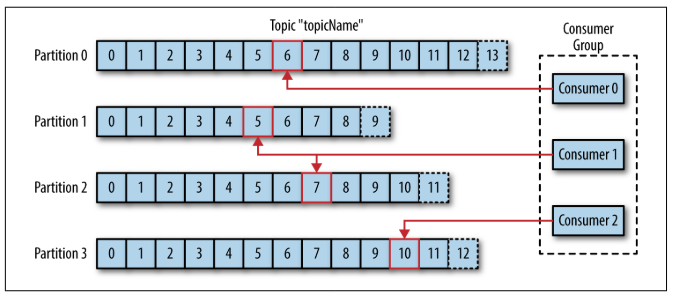 Topic "topicName"
Consumer
Group
Partition 0 0 1 2 3 4 5 6 7 8 9 10 11 12 13
Consumer 0
Partition 1 0 1 2 3 4 5 6 7 8 9
Consumer 1
Partition 2 0 1 2 3 4 5 6 7 8 9 10 11
Consumer 2
Partition 3 0 1 2 3 4 5 6 7 8 9 10 11 12